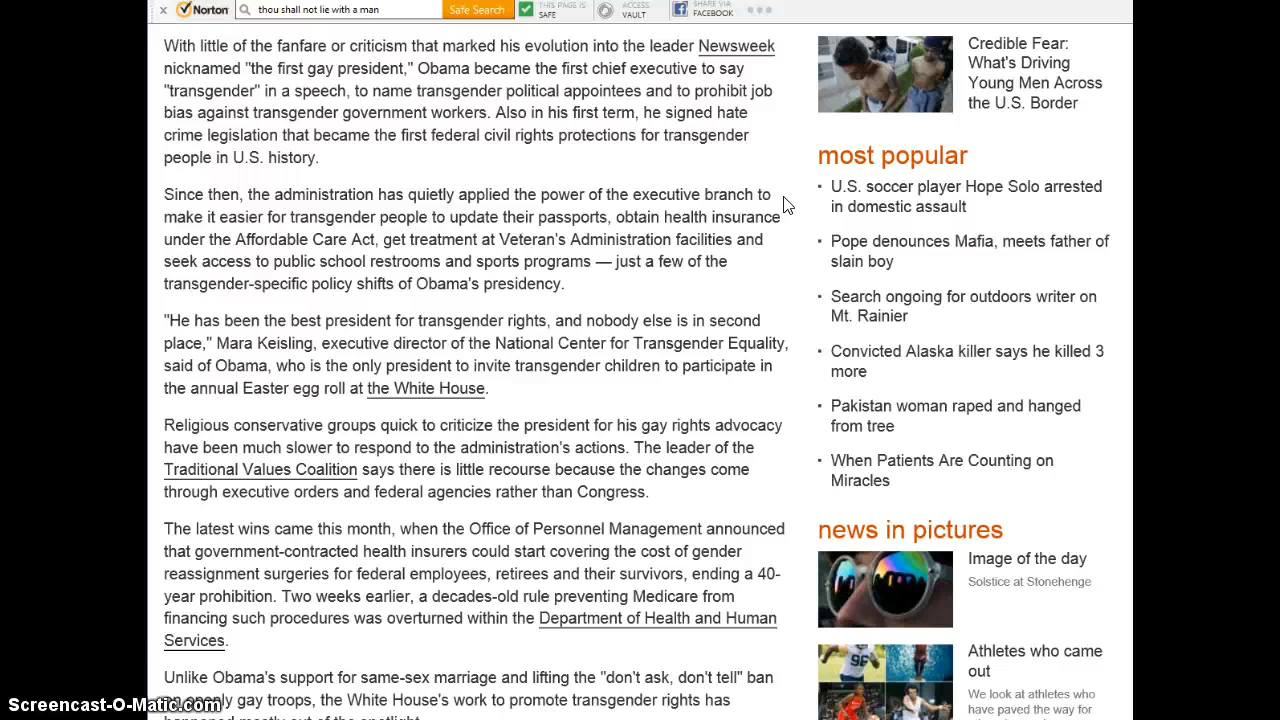 Norton
thou shall not lie with a man
Safe Search
THIS PAGE IS
SAFE
ACCESS
VAULT
SHARE VIA
FACEBOOK
With little of the fanfare or criticism that marked his evolution into the leader Newsweek
nicknamed "the first gay president," Obama became the first chief executive to say
"transgender" in a speech, to name transgender political appointees and to prohibit job
bias against transgender government workers. Also in his first term, he signed hate
crime legislation that became the first federal civil rights protections for transgender
people in U.S. history.
Since then, the administration has quietly applied the power of the executive branch to
make it easier for transgender people to update their passports, obtain health insurance
under the Affordable Care Act, get treatment at Veteran's Administration facilities and
seek access to public school restrooms and sports programs — just a few of the
transgender-specific policy shifts of Obama's presidency.
"He has been the best president for transgender rights, and nobody else is in second
place," Mara Keisling, executive director of the National Center for Transgender Equality,
said of Obama, who is the only president to invite transgender children to participate in
the annual Easter egg roll at the White House.
Religious conservative groups quick to criticize the president for his gay rights advocacy
have been much slower to respond to the administration's actions. The leader of the
Traditional Values Coalition says there is little recourse because the changes come
through executive orders and federal agencies rather than Congress.
The latest wins came this month, when the Office of Personnel Management announced
that government-contracted health insurers could start covering the cost of gender
reassignment surgeries for federal employees, retirees and their survivors, ending a 40-
year prohibition. Two weeks earlier, a decades-old rule preventing Medicare from
financing such procedures was overturned within the Department of Health and Human
Services.
Unlike Obama's support for same-sex marriage and lifting the "don't ask, don't tell" ban
gay troops, the White House's work to promote transgender rights has
Credible Fear:
What's Driving
Young Men Across
the U.S. Border
most popular
U.S. soccer player Hope Solo arrested
in domestic assault
Pope denounces Mafia, meets father of
slain boy
Search ongoing for outdoors writer on
Mt. Rainier
Convicted Alaska killer says he killed 3
more
Pakistan woman raped and hanged
from tree
When Patients Are Counting on
Miracles
news in pictures
Image of the day
Solstice at Stonehenge
96
Athletes who came
out
We look at athletes who
have paved the way for
Screencast-O-Matic.com